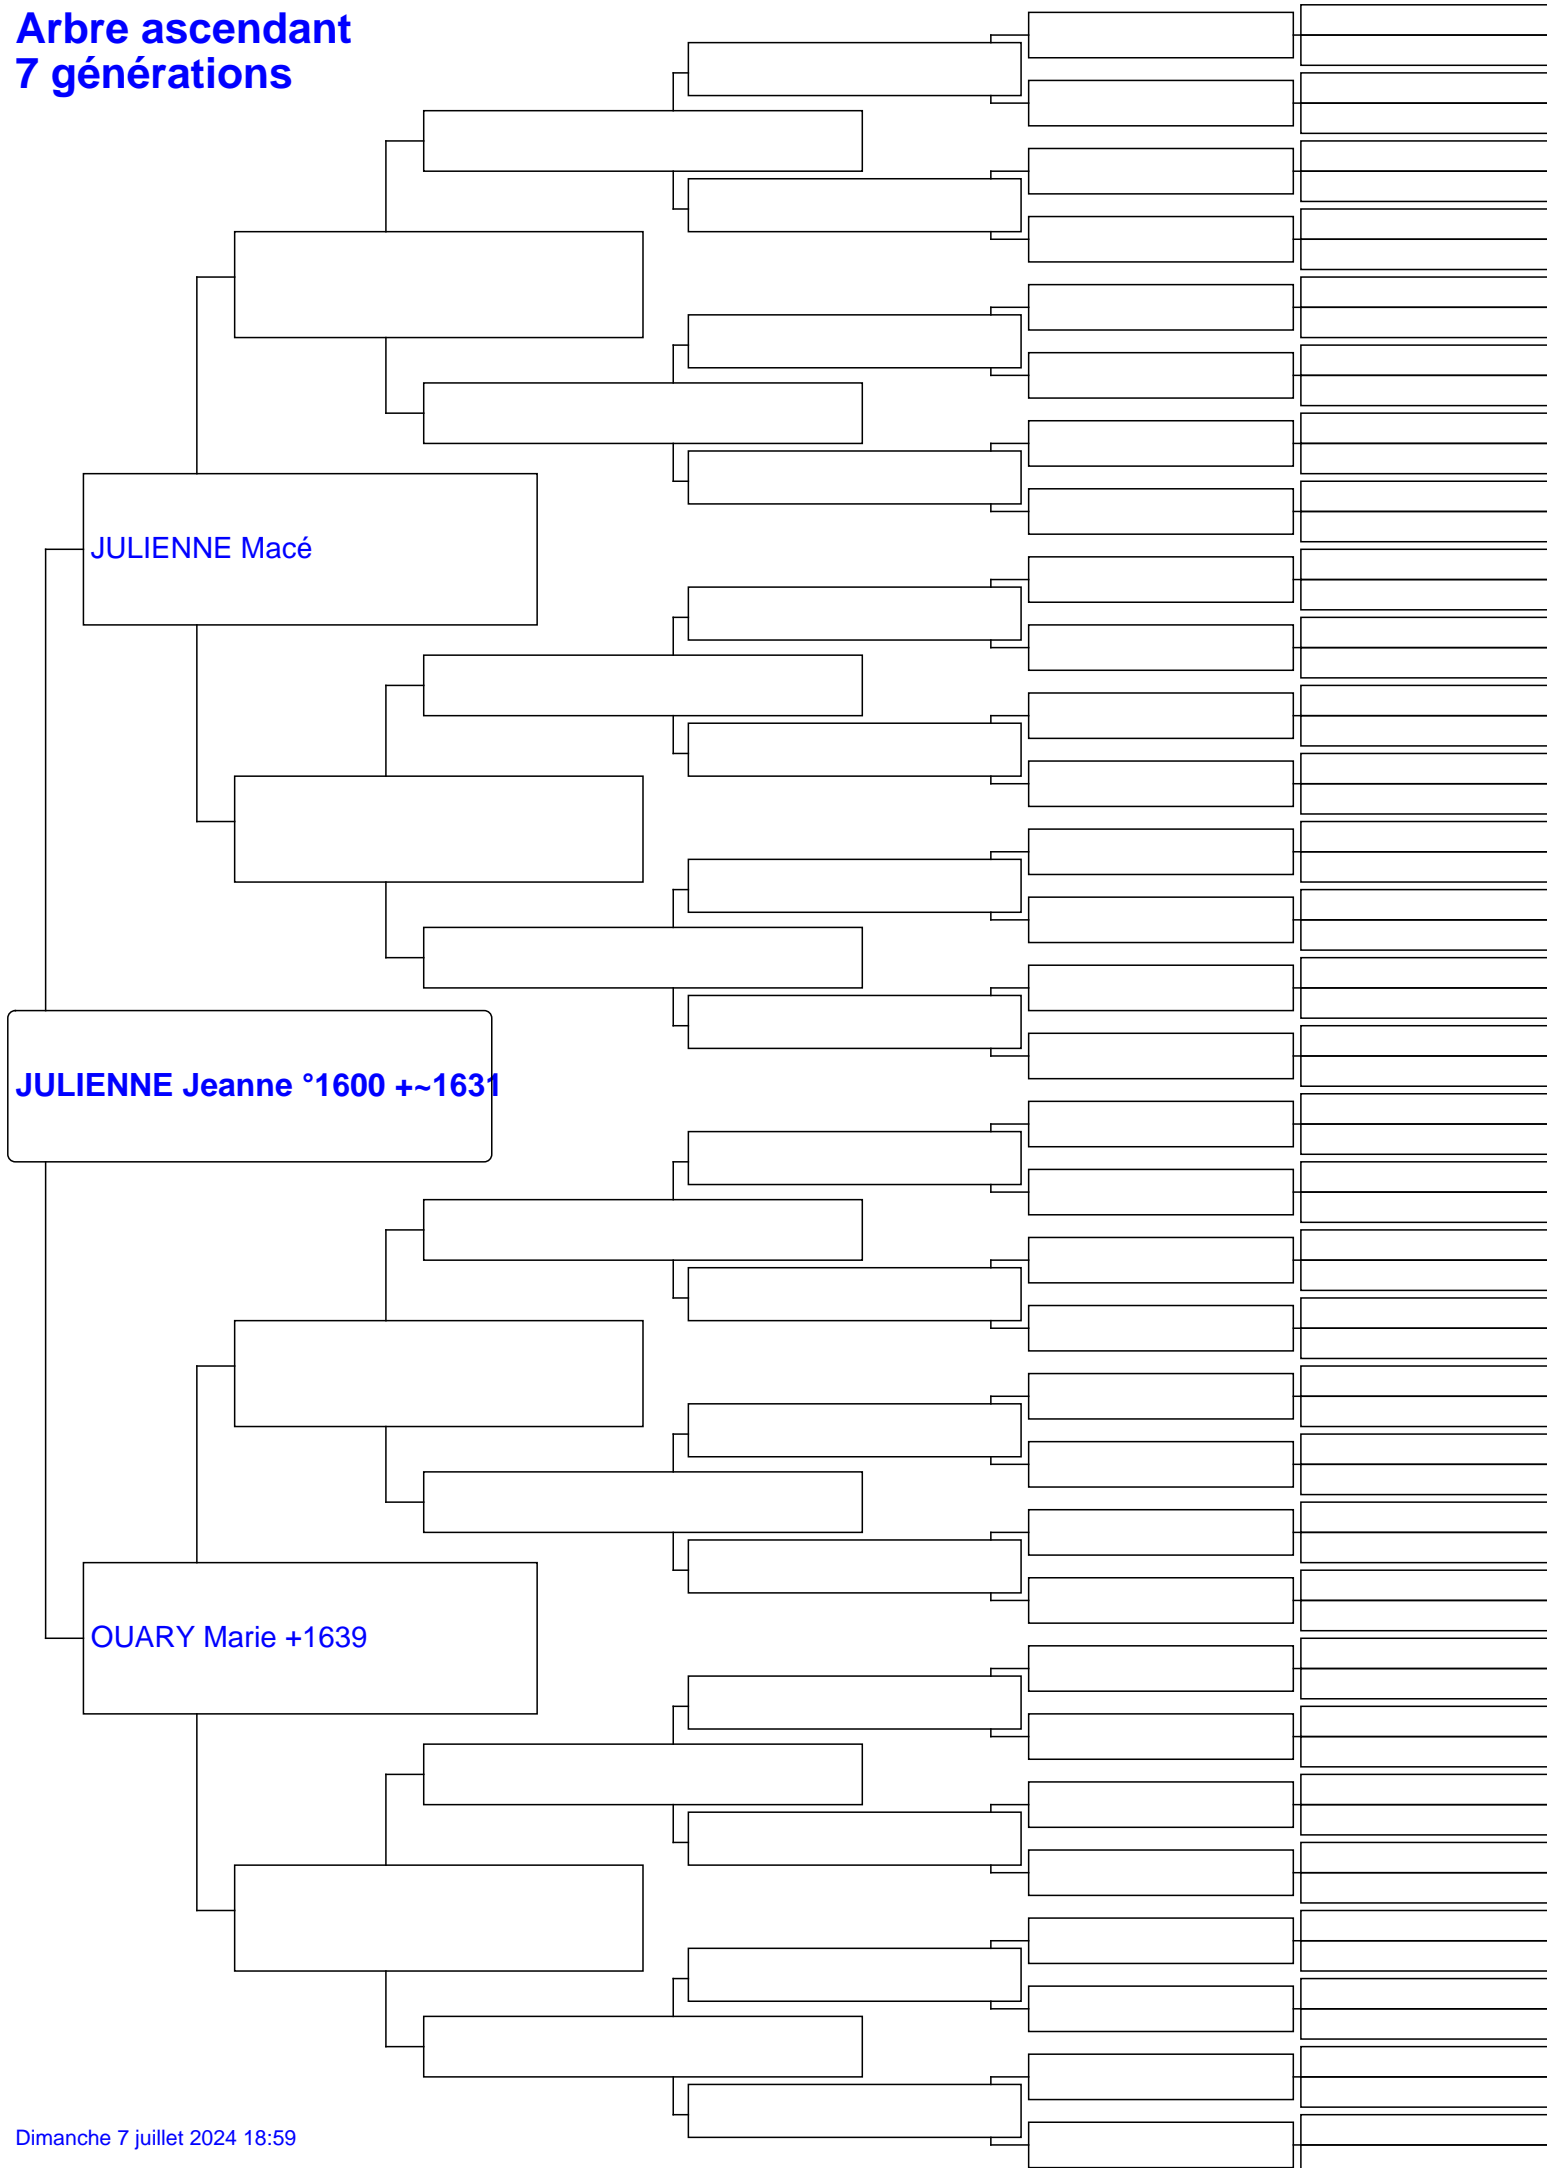 Arbre ascendant
7 générations
JULIENNE Macé
JULIENNE Jeanne °1600 +~1631
OUARY Marie +1639
Dimanche 7 juillet 2024 18:59